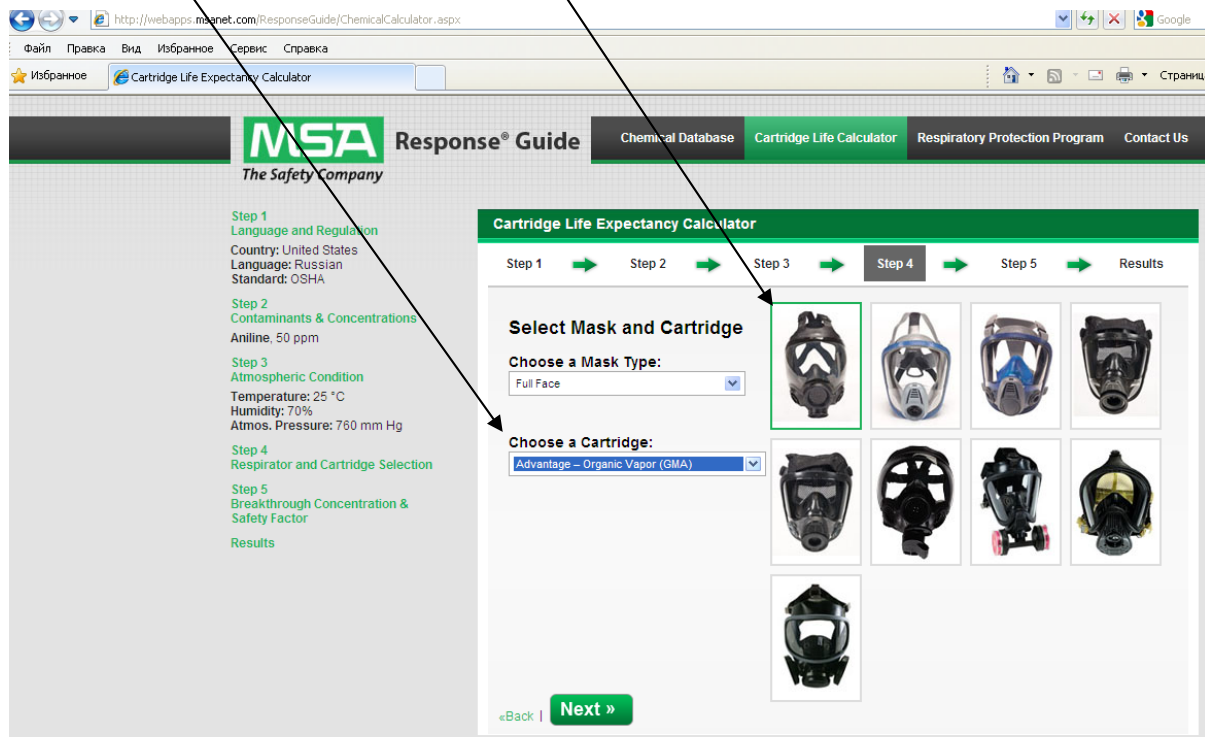 http://webapps.msanet.com/ResponseGuide/ChemicalCalculator.aspx
Google
Файл Правка Вид Избранное Сервис Справка
Избранное
Cartridge Life Expectancy Calculator
Страниц
MSA
The Safety Company
Response® Guide
Chemical Database
Cartridge Life Calculator
Respiratory Protection Program
Contact Us
Step 1
Language and Regulation
Country: United States
Language: Russian
Standard: OSHA
Step 2
Contaminants & Concentrations
Aniline, 50 ppm
Step 3
Atmospheric Condition
Temperature: 25 °C
Humidity: 70%
Atmos. Pressure: 760 mm Hg
Step 4
Respirator and Cartridge Selection
Step 5
Breakthrough Concentration &
Safety Factor
Results
Cartridge Life Expectancy Calculator
Step 1 Step 2 Step 3 Step 4 Step 5 Results
Select Mask and Cartridge
Choose a Mask Type:
Full Face
Choose a Cartridge:
Advantage – Organic Vapor (GMA)
«Back | Next »